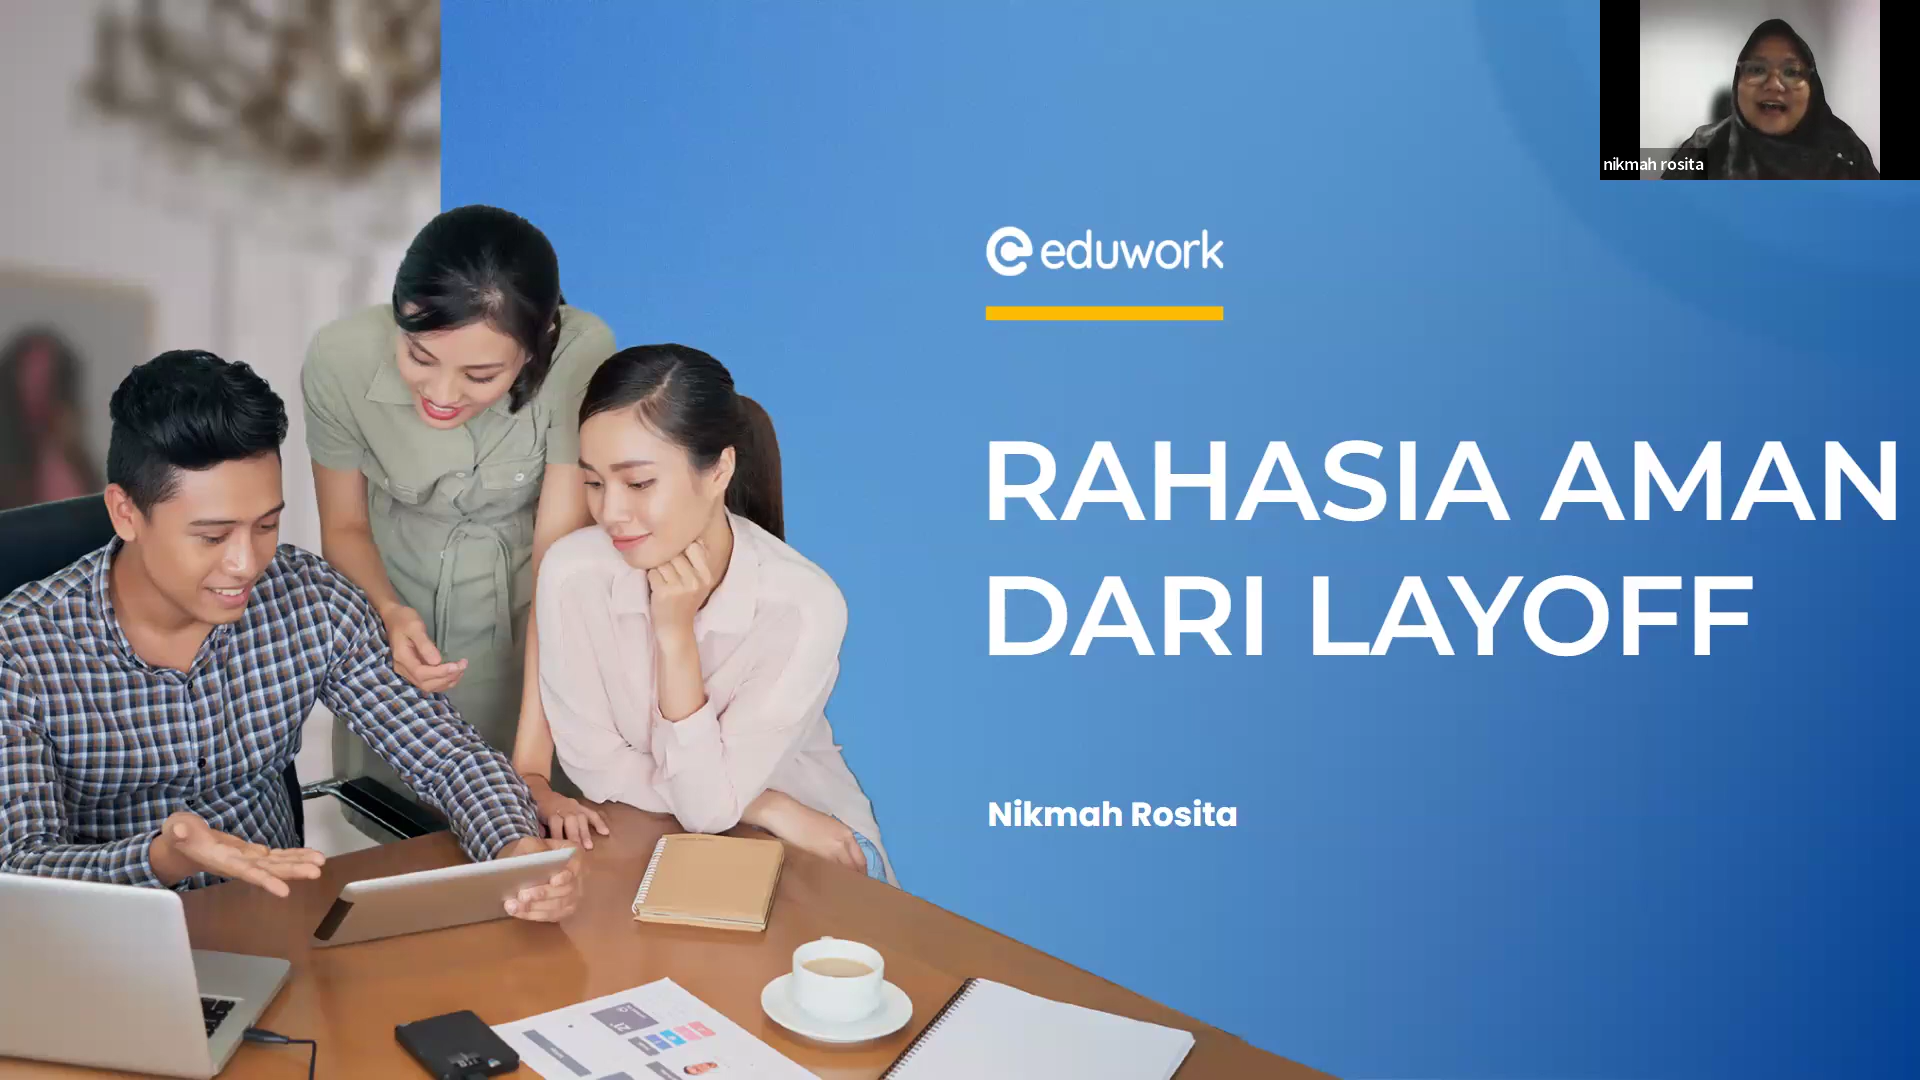 nikmah rosita
eduwork
RAHASIA AMAN
DARI LAYOFF
Nikmah Rosita